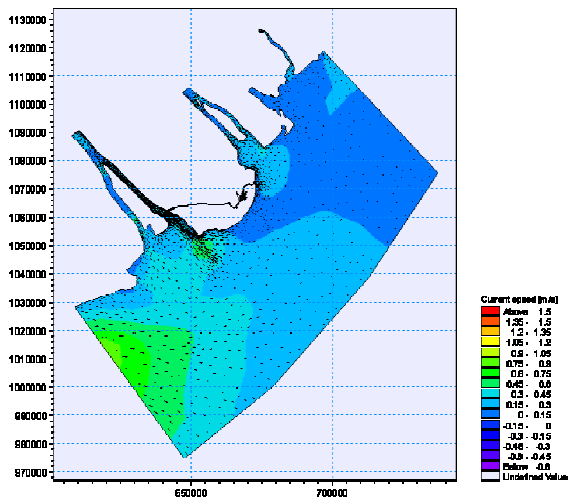 1130000
1120000
1110000
1100000
1090000
1080000
1070000
1060000
1050000
1040000
1030000
1020000
1010000
1000000
990000
980000
970000
650000
700000
Current speed [m/s]
Above 1.5
1.35 - 1.5
1.2 - 1.35
1.05 - 1.2
0.9 - 1.05
0.75 - 0.9
0.6 - 0.75
0.45 - 0.6
0.3 - 0.45
0.15 - 0.3
0 - 0.15
-0.15 - 0
-0.3 - -0.15
-0.45 - -0.3
-0.6 - -0.45
Below -0.6
Undefined Value